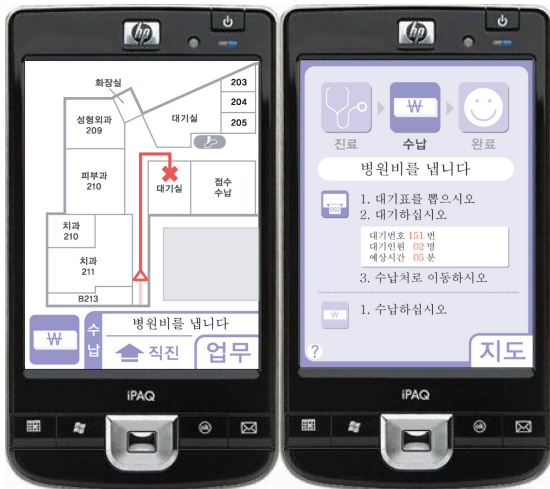 hp
화장실
203
204
205
성형외과
209
대기실
피부과
210
대기실
접수
수납
치과
210
치과
211
B213
₩
수납
병원비를 냅니다
직진
업무
iPAQ
ok
hp
₩
진료
수납
완료
병원비를 냅니다
002
1. 대기표를 뽑으시오
2. 대기하십시오
대기번호 151 번
대기인원 02 명
예상시간 05 분
3. 수납처로 이동하시오
₩
1. 수납하십시오
?
지도
iPAQ
ok